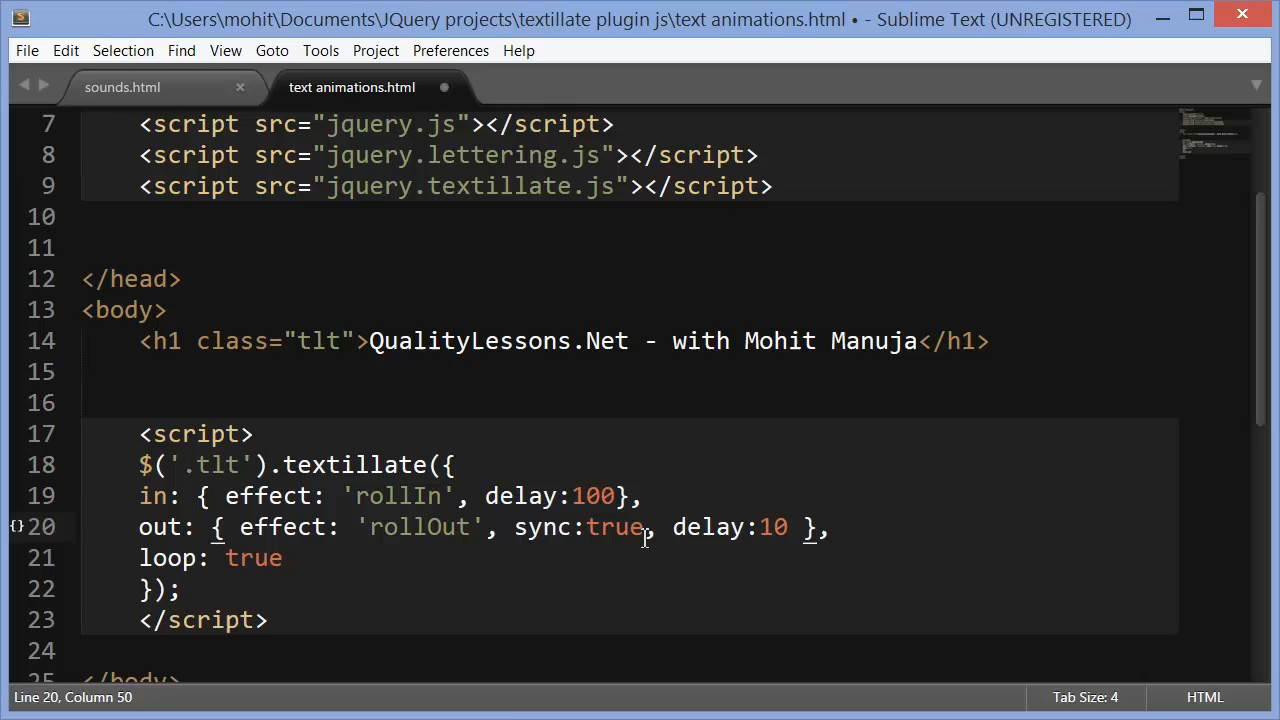 C:\Users\mohit\Documents\JQuery projects\textillate plugin js\text animations.html • - Sublime Text (UNREGISTERED)
File Edit Selection Find View Goto Tools Project Preferences Help
sounds.html × text animations.html
7 <script src="jquery.js"></script>
8 <script src="jquery.lettering.js"></script>
9 <script src="jquery.textillate.js"></script>
10
11
12 </head>
13 <body>
14 <h1 class="tlt">QualityLessons.Net - with Mohit Manuja</h1>
15
16
17 <script>
18 $('.tlt').textillate({
19 in: { effect: 'rollIn', delay:100},
{} 20 out: { effect: 'rollOut', sync:true, delay:10 },
21 loop: true
22 });
23 </script>
24
25 </body>
Line 20, Column 50 Tab Size: 4 HTML